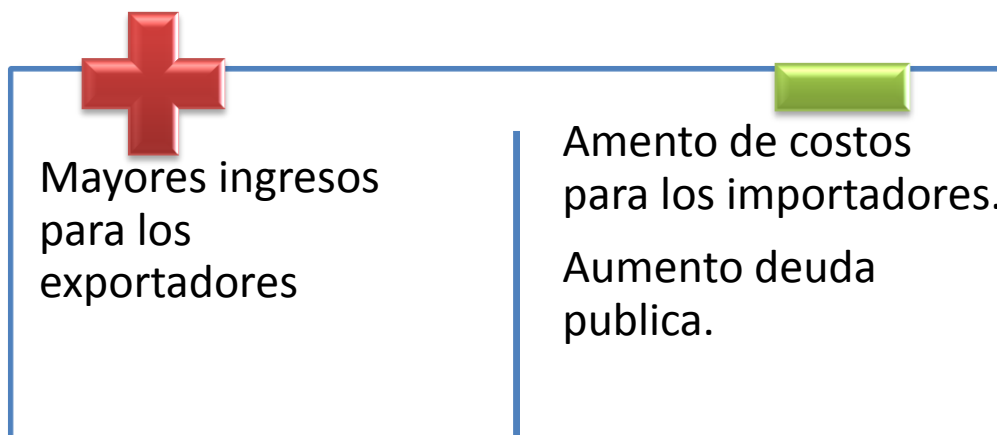 Mayores ingresos
para los
exportadores
Amento de costos
para los importadores.
Aumento deuda
publica.